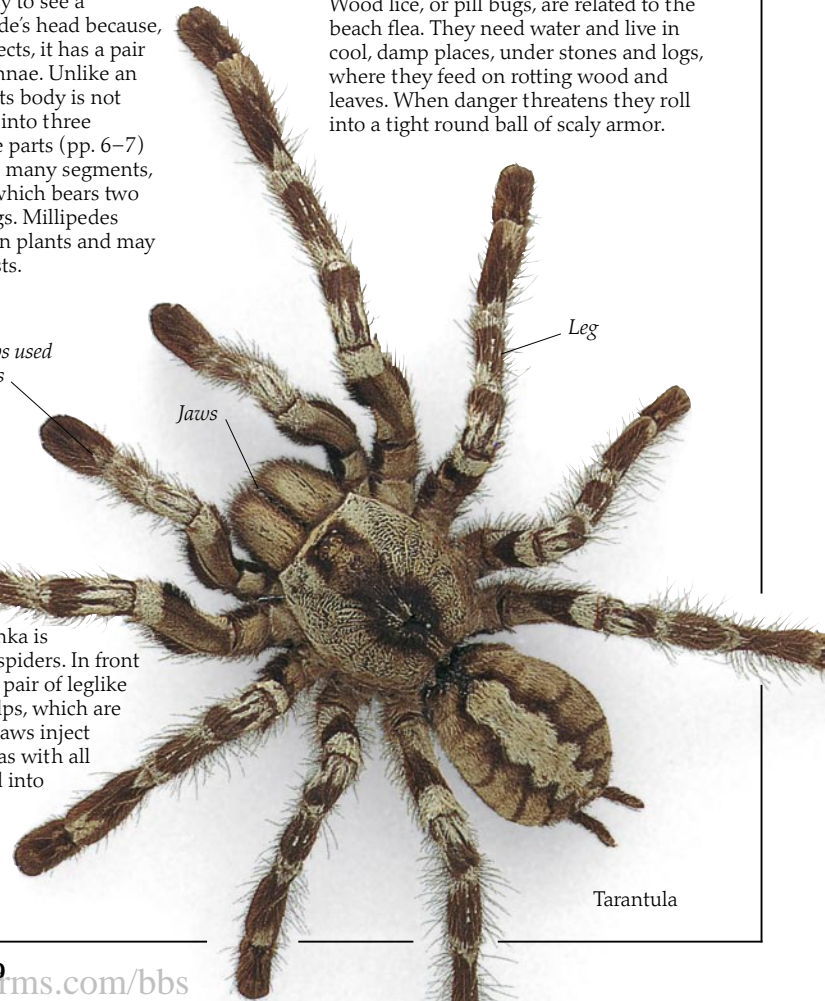 y to see a
de's head because,
ects, it has a pair
nnae. Unlike an
ts body is not
into three
e parts (pp. 6–7)
many segments,
which bears two
gs. Millipedes
n plants and may
sts.
Wood lice, or pill bugs, are related to the
beach flea. They need water and live in
cool, damp places, under stones and logs,
where they feed on rotting wood and
leaves. When danger threatens they roll
into a tight round ball of scaly armor.
Leg
ps used
s
Jaws
nka is
spiders. In front
pair of leglike
lps, which are
aws inject
as with all
d into
Tarantula
9
rms.com/bbs